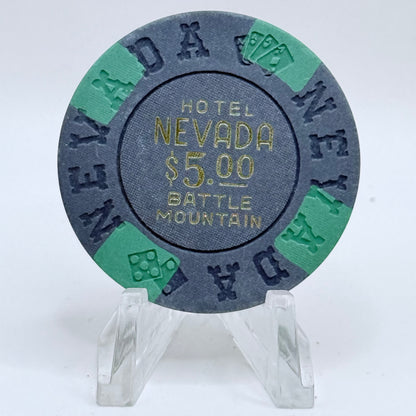 HOTEL
NEVADA
$5.00
BATTLE
MOUNTAIN
NEVADA
NEVADA